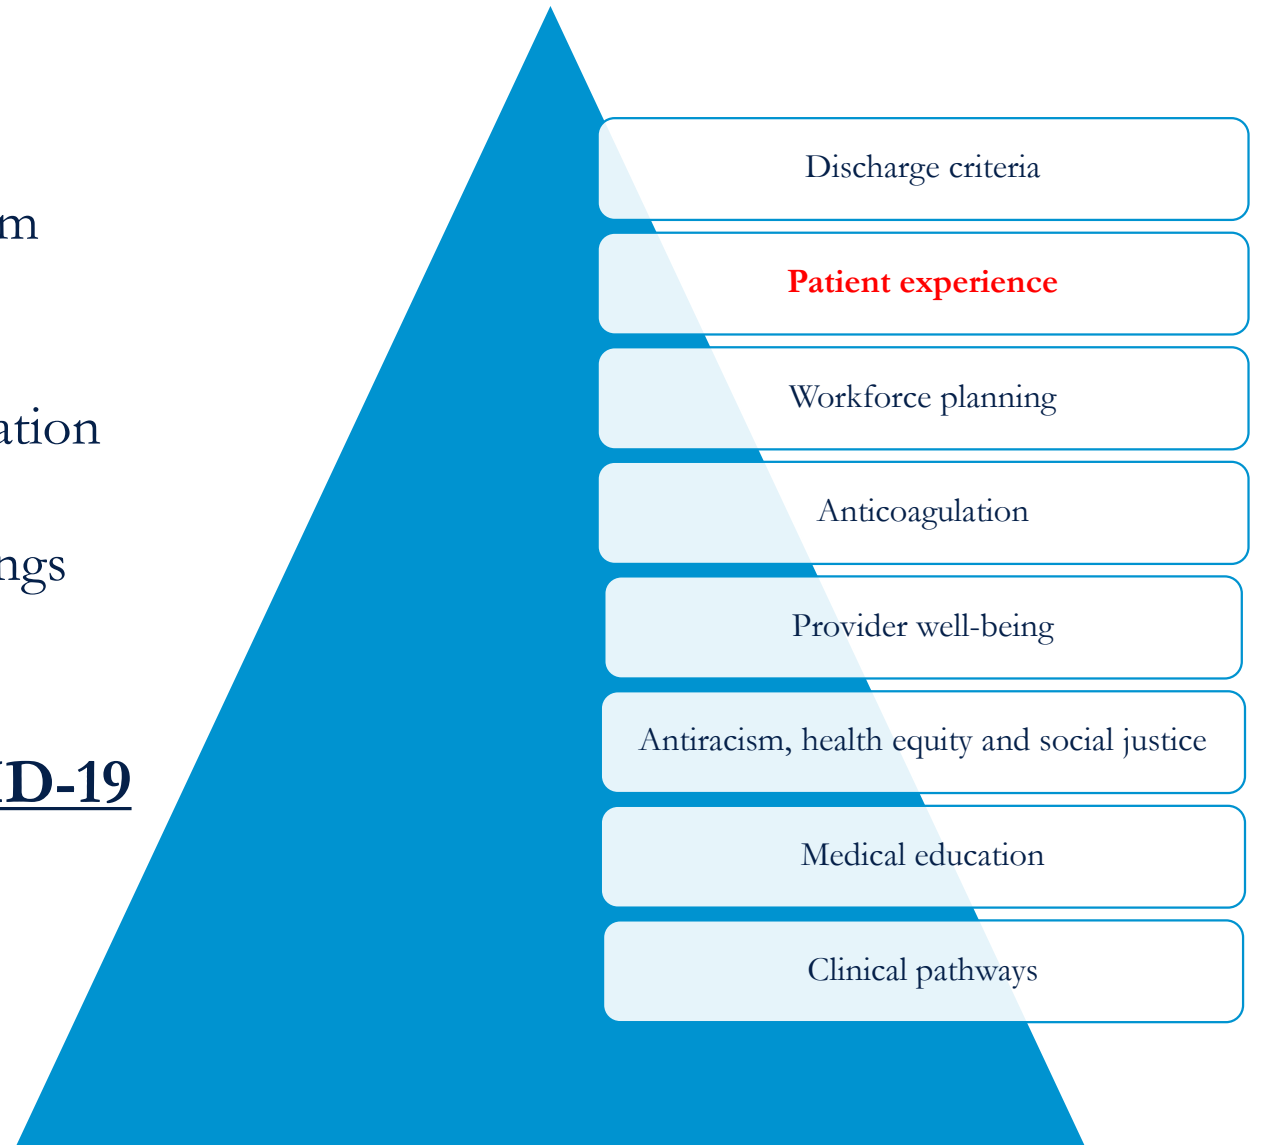 m
ation
ngs
D-19
Discharge criteria
Patient experience
Workforce planning
Anticoagulation
Provider well-being
Antiracism, health equity and social justice
Medical education
Clinical pathways